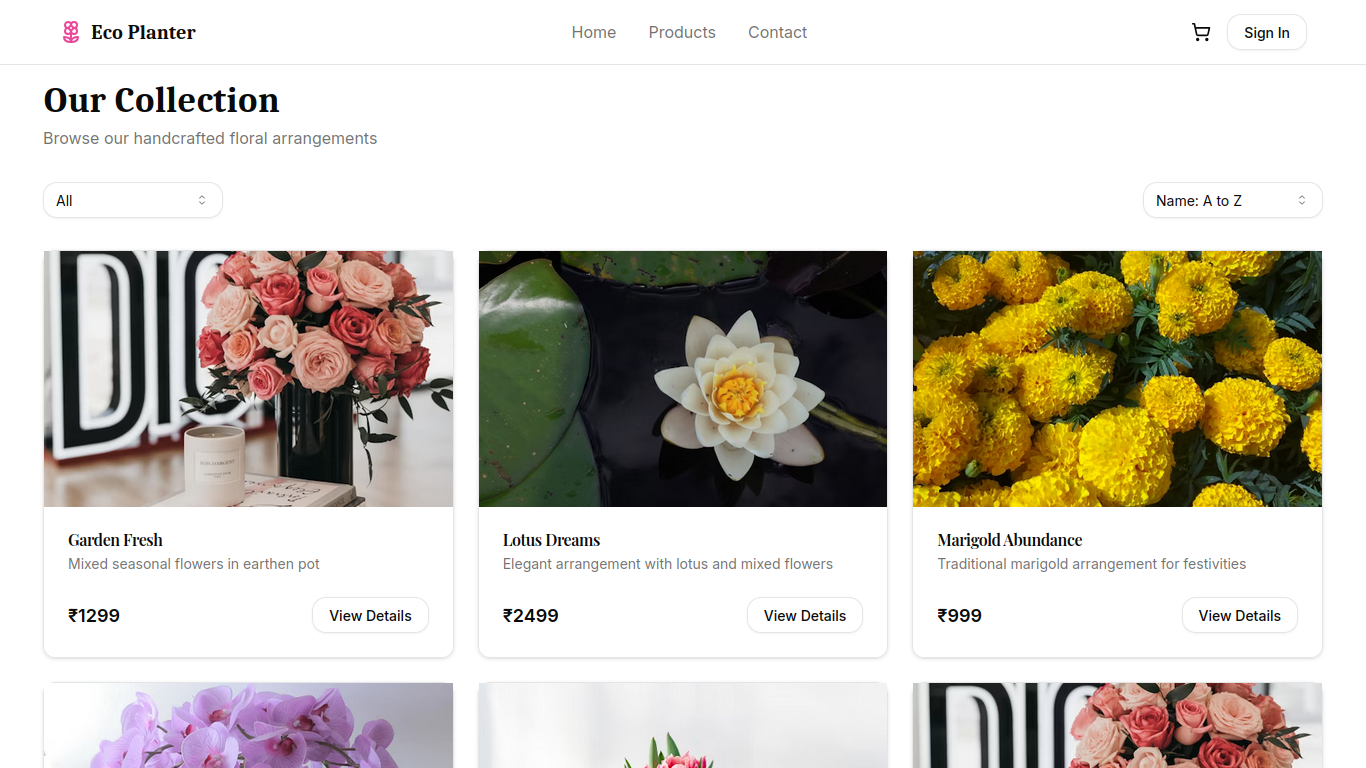 Eco Planter
Home
Products
Contact
Sign In
Our Collection
Browse our handcrafted floral arrangements
All
Name: A to Z
Garden Fresh
Mixed seasonal flowers in earthen pot
₹1299
View Details
Lotus Dreams
Elegant arrangement with lotus and mixed flowers
₹2499
View Details
Marigold Abundance
Traditional marigold arrangement for festivities
₹999
View Details